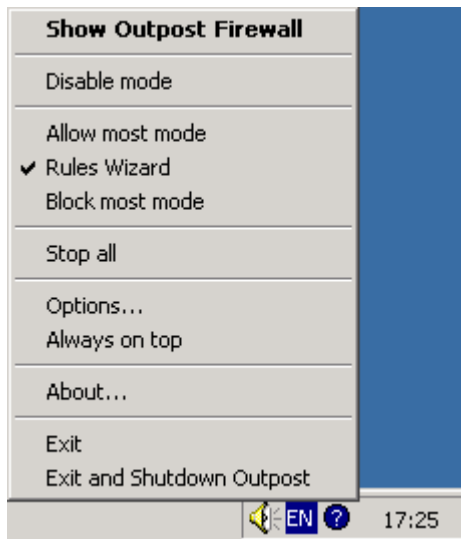 Show Outpost Firewall
Disable mode
Allow most mode
Rules Wizard
Block most mode
Stop all
Options...
Always on top
About...
Exit
Exit and Shutdown Outpost
EN ? 17:25